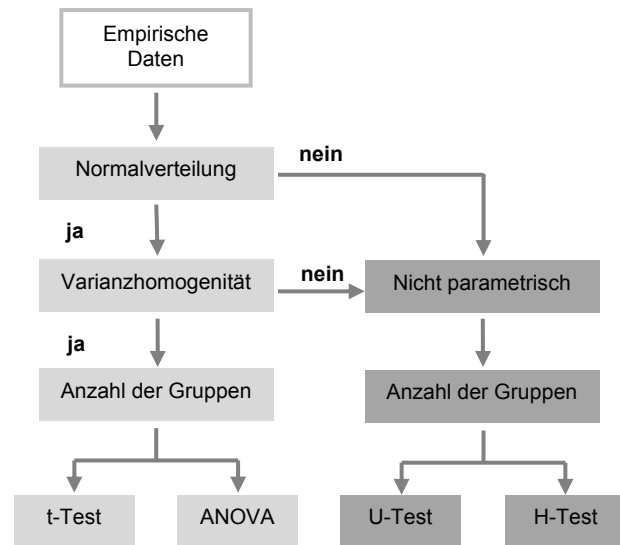 Empirische
Daten
Normalverteilung
nein
ja
Varianzhomogenität
nein
Nicht parametrisch
ja
Anzahl der Gruppen
Anzahl der Gruppen
t-Test
ANOVA
U-Test
H-Test